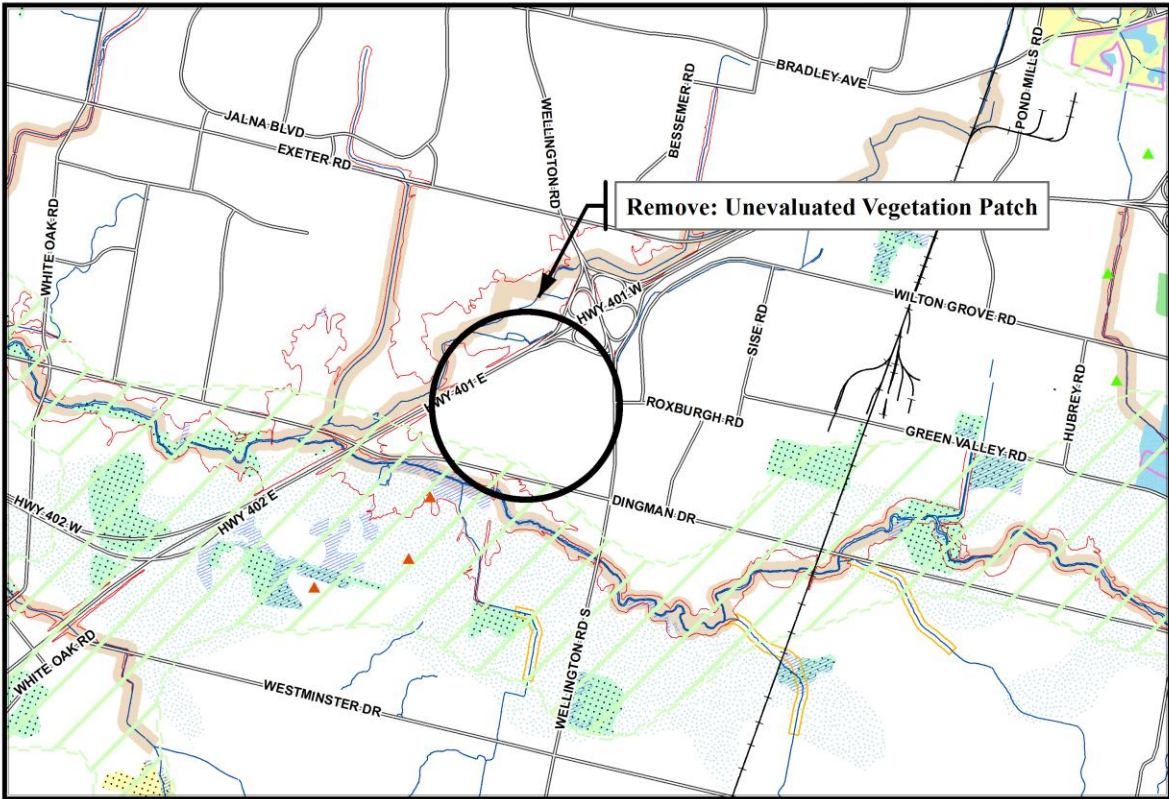 BRADLEY AVE
POND MILLS RD
BESSEMER RD
WELLINGTON RD
JALNA BLVD
EXETER RD
WHITE OAK RD
Remove: Unevaluated Vegetation Patch
HWY 401 W
WILTON GROVE RD
SISE RD
HUBREY RD
HWY 401 E
ROXBURGH RD
GREEN VALLEY RD
DINGMAN DR
HWY 402 W
HWY 402 E
WHITE OAK RD
WESTMINSTER DR
WELLINGTON RD S